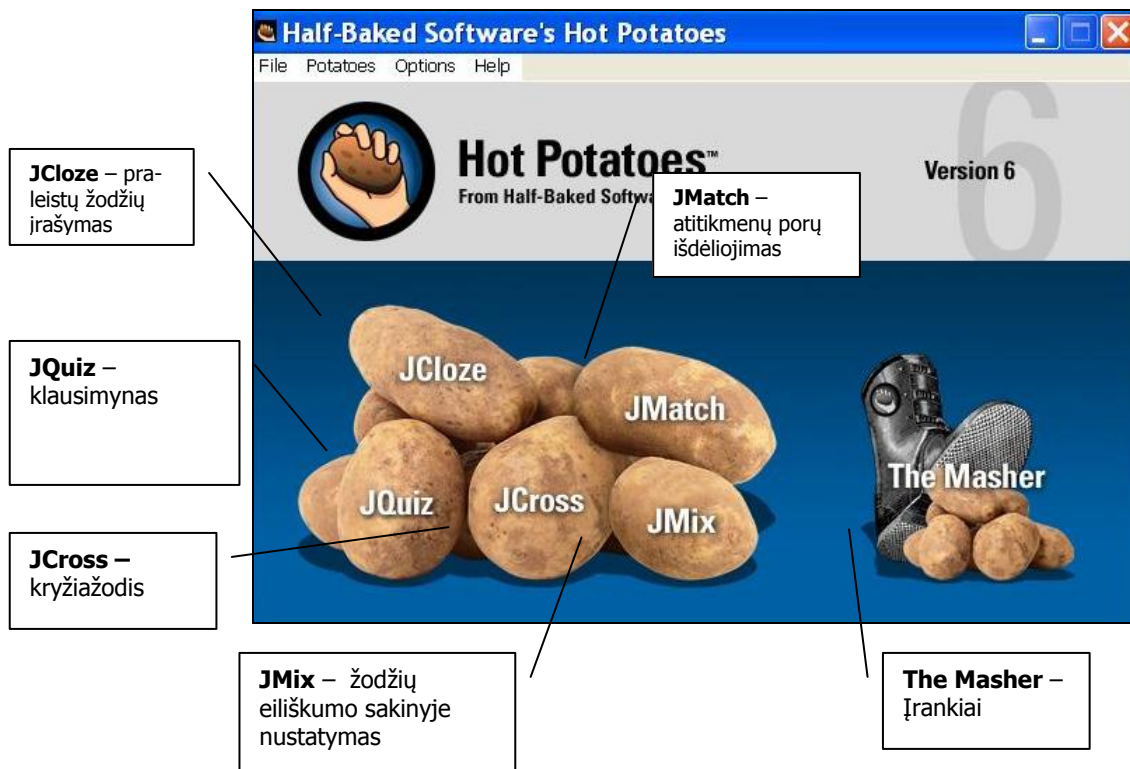 Half-Baked Software's Hot Potatoes
File Potatoes Options Help
Hot Potatoes™
From Half-Baked Softwa
Version 6
6
JCloze – pra-
leistų žodžių
įrašymas
JMatch –
atitikmenų porų
išdėliojimas
JQuiz –
klausimynas
JCross –
kryžiažodis
JCloze
JMatch
JQuiz
JCross
JMix
The Masher
JMix – žodžių
eiliškumo sakinyje
nustatymas
The Masher –
Įrankiai